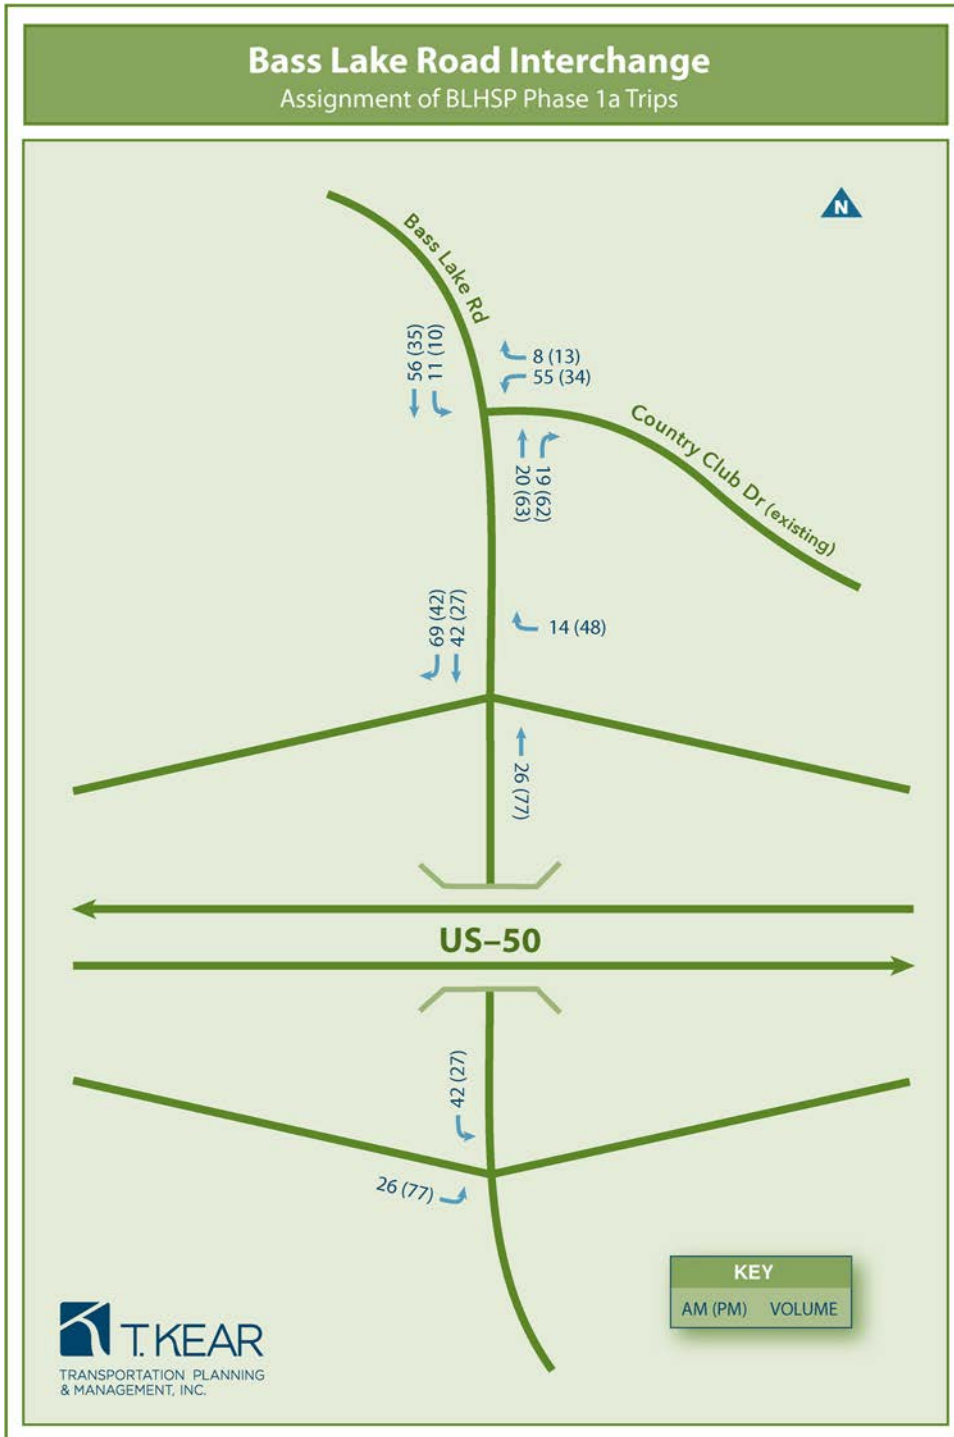 Bass Lake Road Interchange
Assignment of BLHSP Phase 1a Trips
N
Bass Lake Rd
56 (35)
11 (10)
8 (13)
55 (34)
Country Club Dr (existing)
20 (63)
19 (62)
69 (42)
42 (27)
14 (48)
26 (77)
US–50
42 (27)
26 (77)
KEY
AM (PM) VOLUME
T.KEAR
TRANSPORTATION PLANNING
& MANAGEMENT, INC.